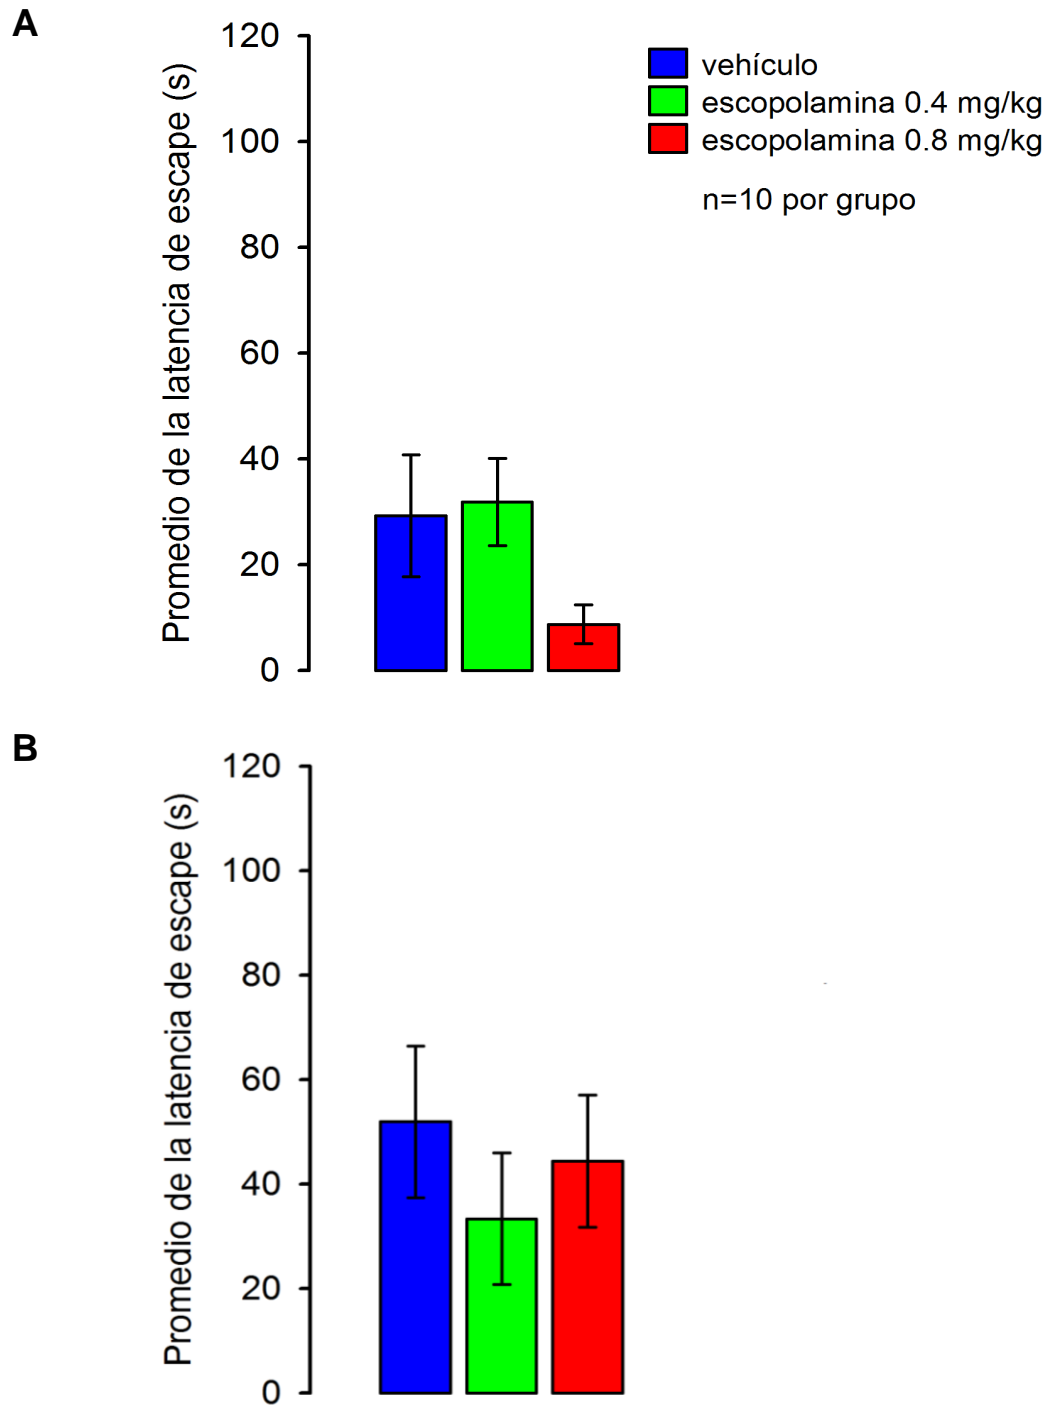 A
Promedio de la latencia de escape (s)
120
100
80
60
40
20
0
vehículo
escopolamina 0.4 mg/kg
escopolamina 0.8 mg/kg
n=10 por grupo
B
Promedio de la latencia de escape (s)
120
100
80
60
40
20
0